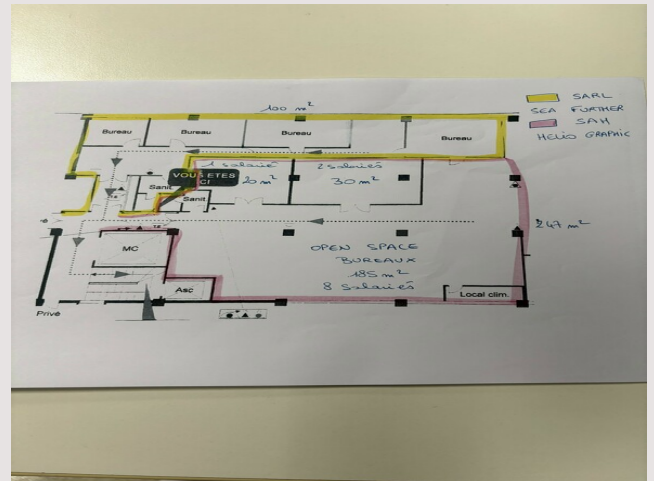 100 m²
SARL
SEA FURTHER
SAH
HELIO GRAPHIC
Bureau
Bureau
Bureau
Bureau
1 salarié
2 salariés
VOUS ETES
ICI
Sanit
20 m²
30 m²
Sanit
247 m²
MC
OPEN SPACE
BUREAUX
185 m²
8 salariés
Asc
Local clim.
Privé